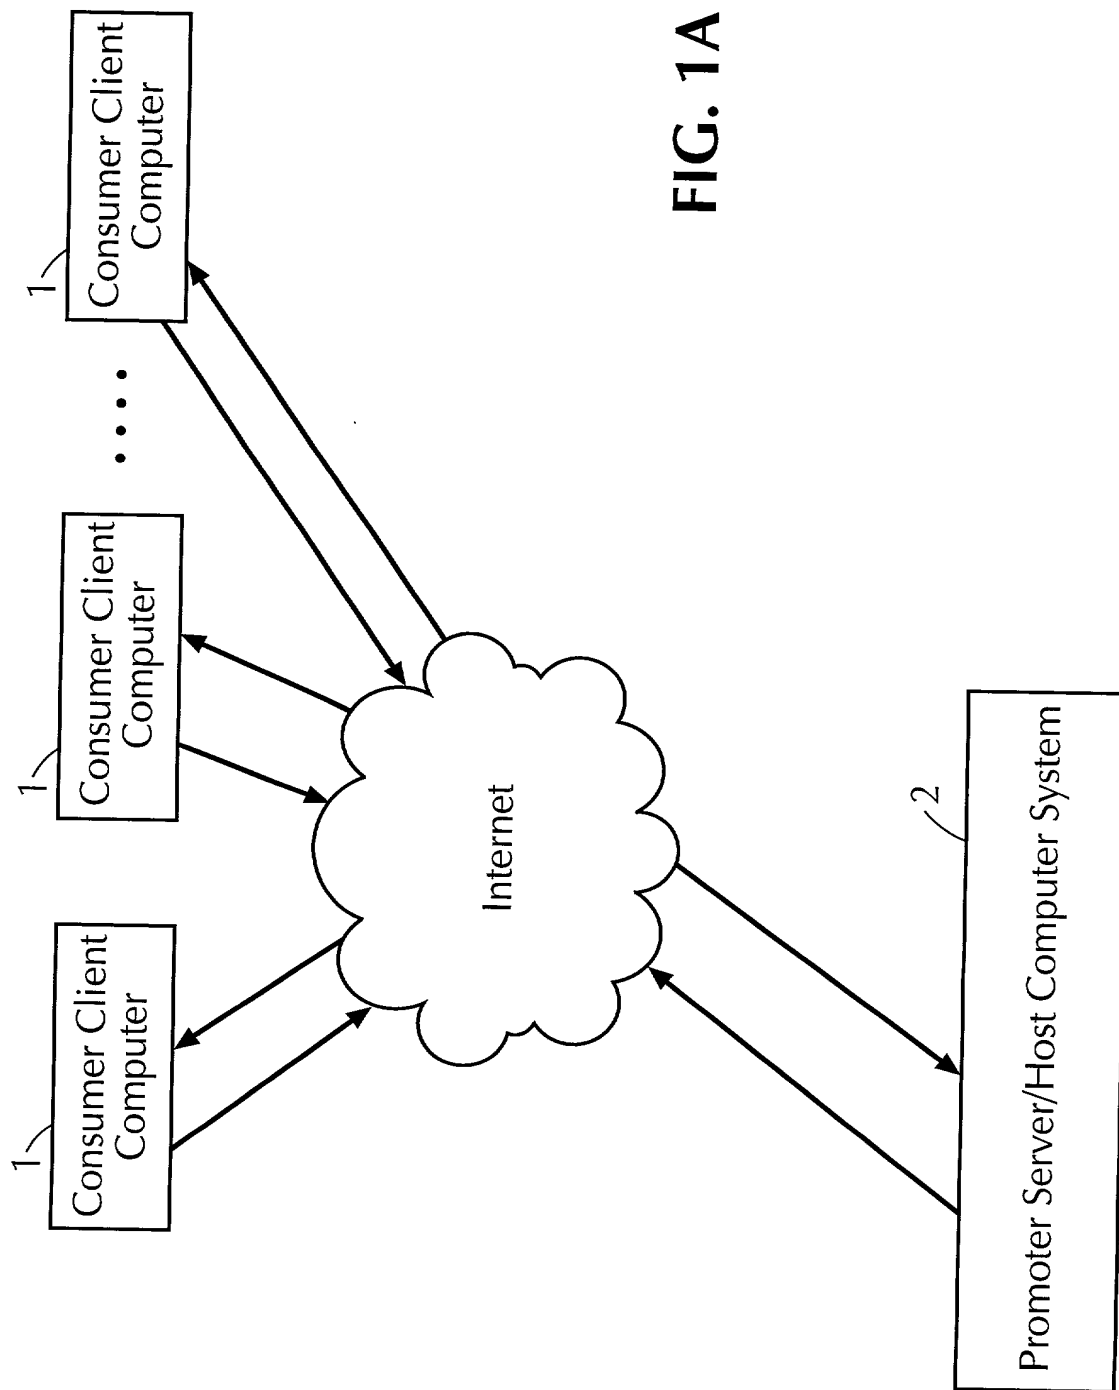 1
Consumer Client
Computer
1
Consumer Client
Computer
1
Consumer Client
Computer
Internet
2
Promoter Server/Host Computer System
FIG. 1A